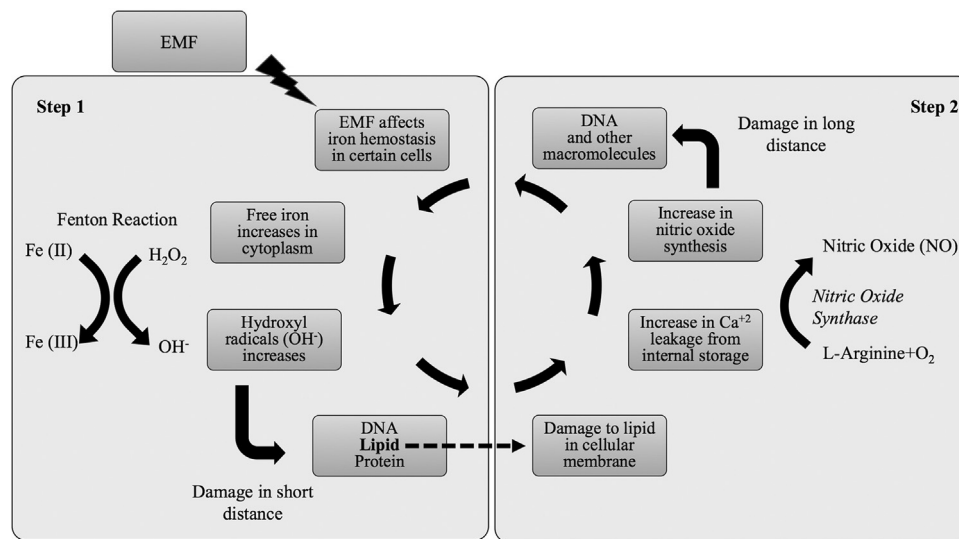 EMF
Step 1
EMF affects
iron hemostasis
in certain cells
Fenton Reaction
Fe (II)
H₂O₂
Fe (III)
OH-
Free iron
increases in
cytoplasm
Hydroxyl
radicals (OH-)
increases
Damage in short
distance
DNA
Lipid
Protein
Step 2
DNA
and other
macromolecules
Damage in long
distance
Increase in
nitric oxide
synthesis
Nitric Oxide (NO)
Nitric Oxide
Synthase
L-Arginine+O₂
Increase in Ca⁺²
leakage from
internal storage
Damage to lipid
in cellular
membrane